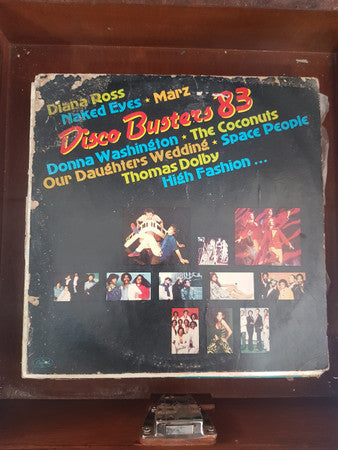 Diana Ross
Naked Eyes • Marz
Disco Busters '83
Donna Washington • The Coconuts
Our Daughters Wedding • Space People
Thomas Dolby
High Fashion ...